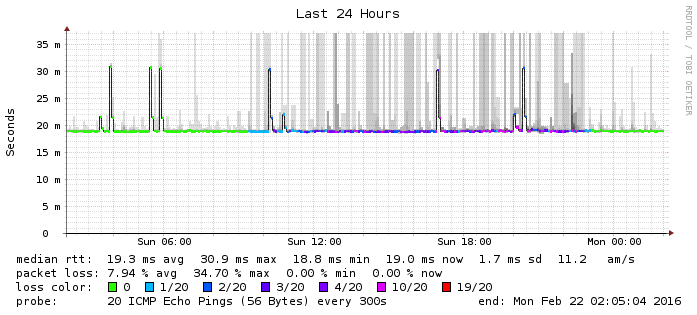 Last 24 Hours
RRDTOOL / TOBI OETIKER
Seconds
35 m
30 m
25 m
20 m
15 m
10 m
5 m
0
Sun 06:00 Sun 12:00 Sun 18:00 Mon 00:00
median rtt: 19.3 ms avg 30.9 ms max 18.8 ms min 19.0 ms now 1.7 ms sd 11.2 am/s
packet loss: 7.94 % avg 34.70 % max 0.00 % min 0.00 % now
loss color: 0 1/20 2/20 3/20 4/20 10/20 19/20
probe: 20 ICMP Echo Pings (56 Bytes) every 300s end: Mon Feb 22 02:05:04 2016